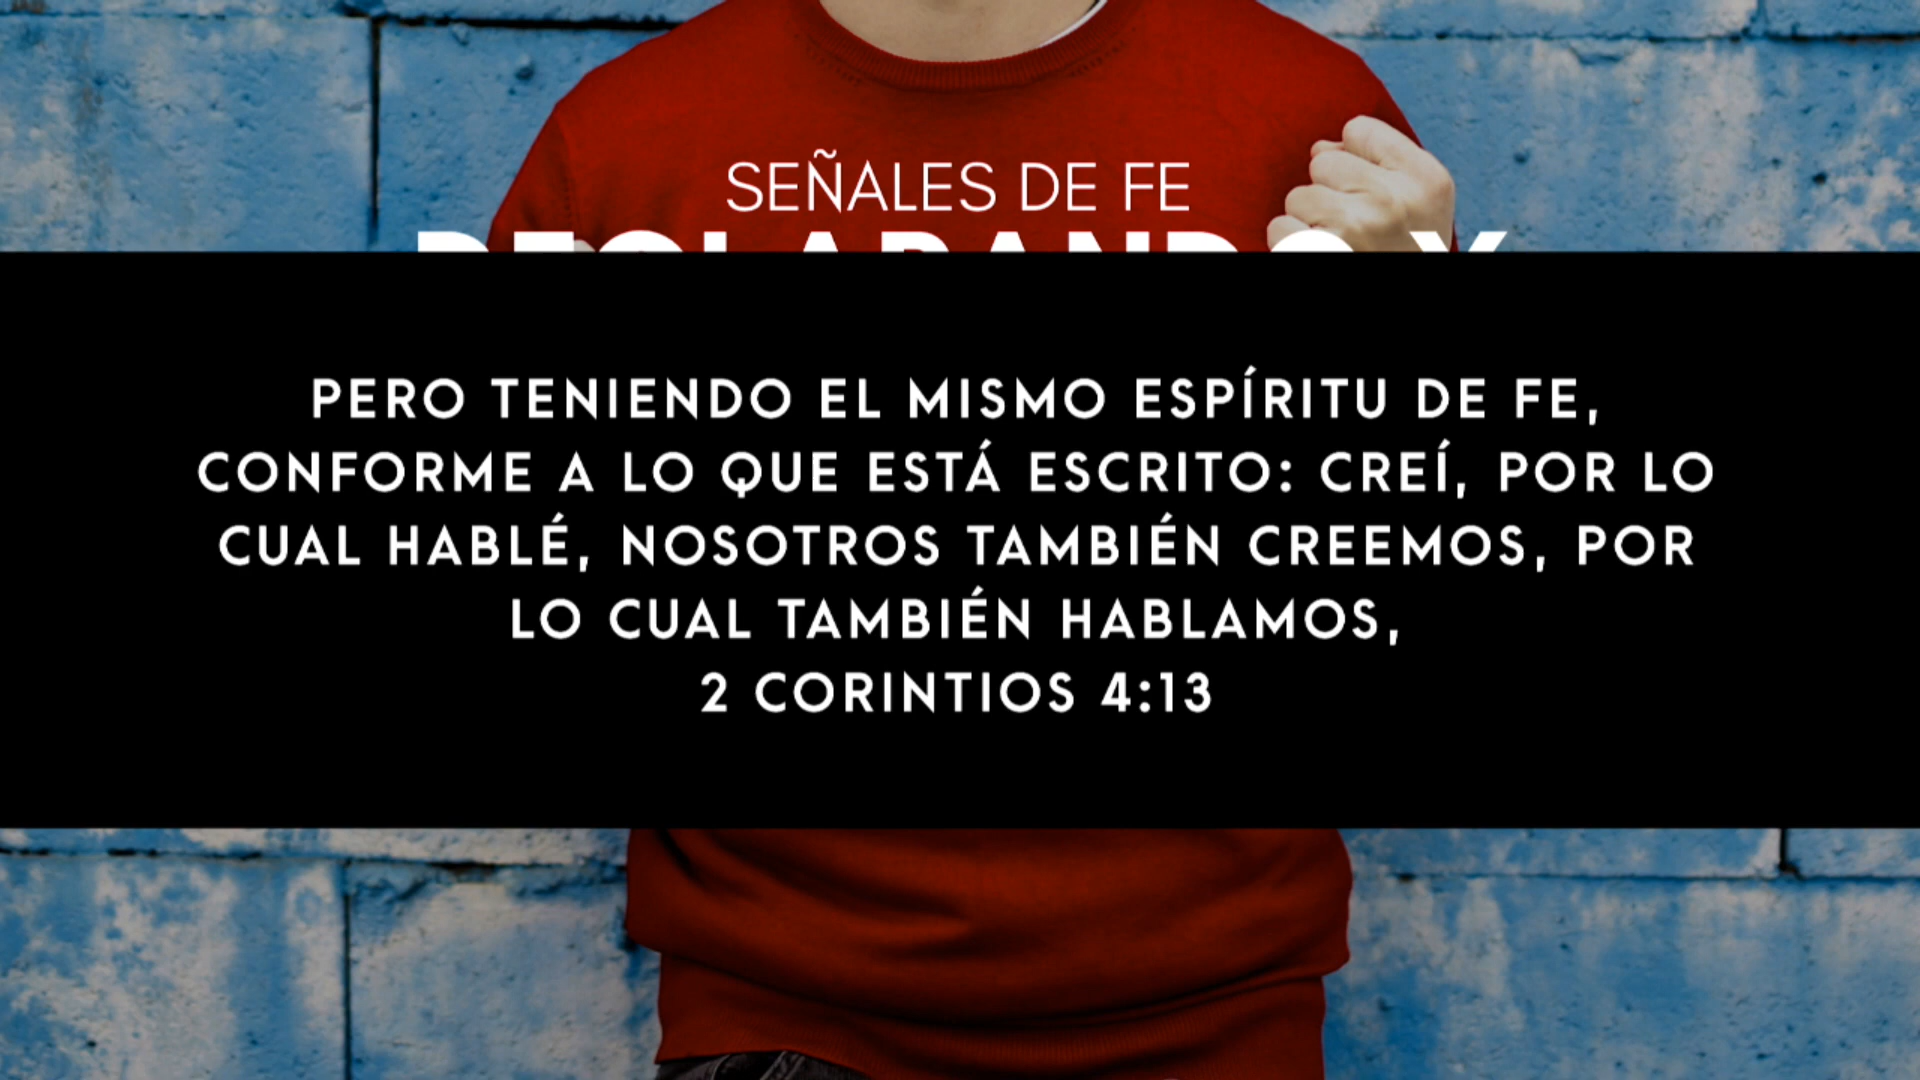 SEÑALES DE FE
PERO TENIENDO EL MISMO ESPÍRITU DE FE,
CONFORME A LO QUE ESTÁ ESCRITO: CREÍ, POR LO
CUAL HABLÉ, NOSOTROS TAMBIÉN CREEMOS, POR
LO CUAL TAMBIÉN HABLAMOS,
2 CORINTIOS 4:13